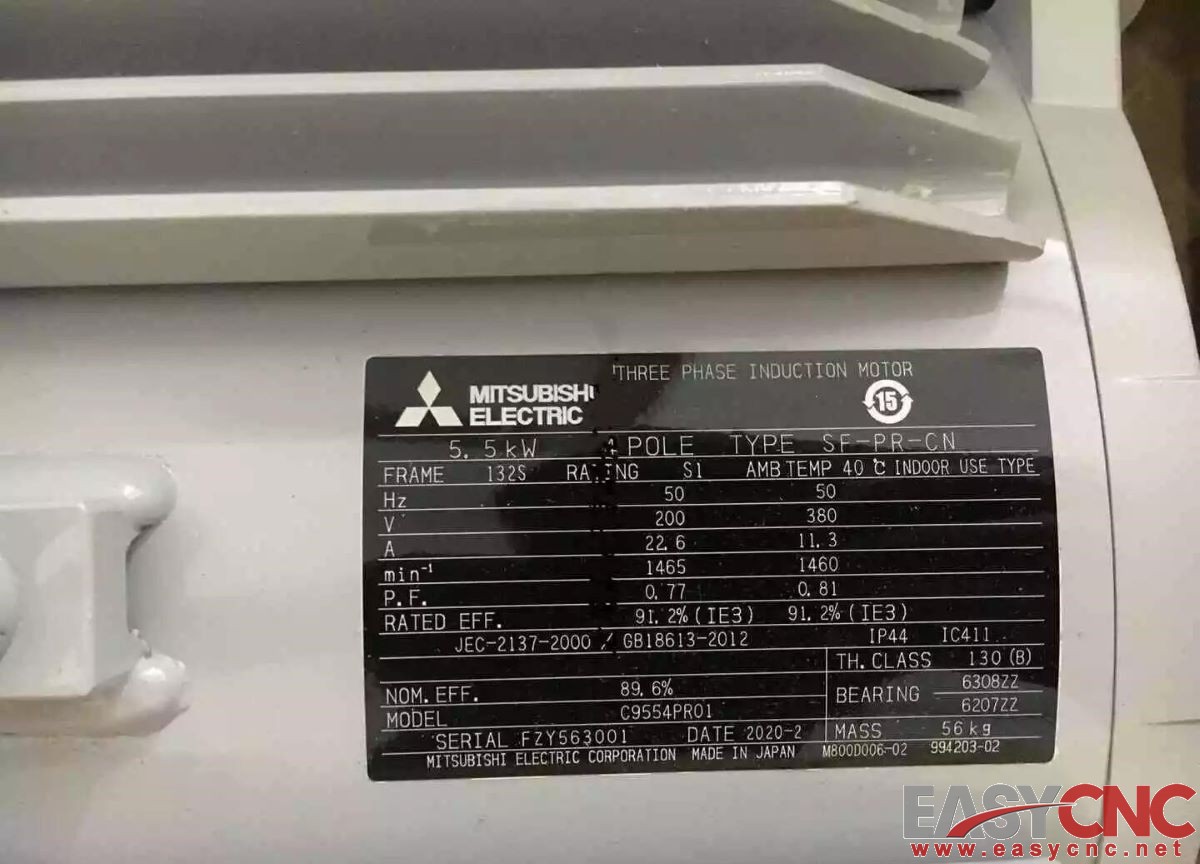 THREE PHASE INDUCTION MOTOR
MITSUBISHI
ELECTRIC
15
5.5kW 4 POLE TYPE SF-PR-CN
FRAME 132S RATING S1 AMB TEMP 40℃ INDOOR USE TYPE
Hz 50 50
V 200 380
A 22.6 11.3
min⁻¹ 1465 1460
P.F. 0.77 0.81
RATED EFF. 91.2%(IE3) 91.2%(IE3)
JEC-2137-2000 / GB18613-2012 IP44 IC411
TH.CLASS 130(B)
NOM.EFF. 89.6%
BEARING 6308ZZ
6207ZZ
MODEL C9554PR01
SERIAL FZY563001 DATE 2020-2 MASS 56kg
MITSUBISHI ELECTRIC CORPORATION MADE IN JAPAN M800D006-02 994203-02
EASYCNC
www.easycnc.net